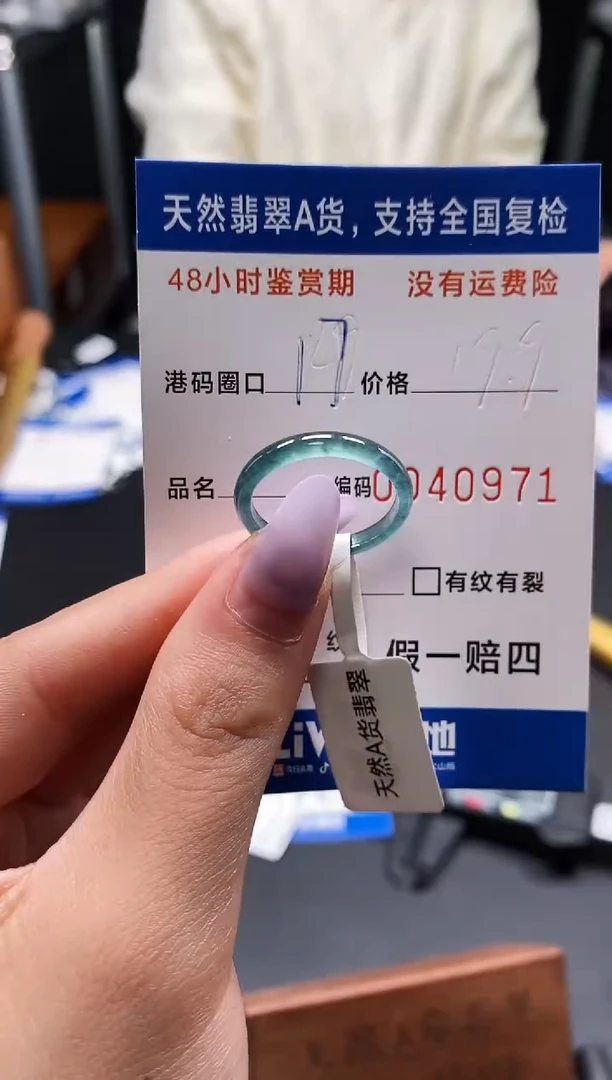 天然翡翠A货，支持全国复检
48小时鉴赏期 没有运费险
港码圈口 17 价格 19.9
品名 编码 0040971
□有纹有裂
假一赔四
天然A货翡翠